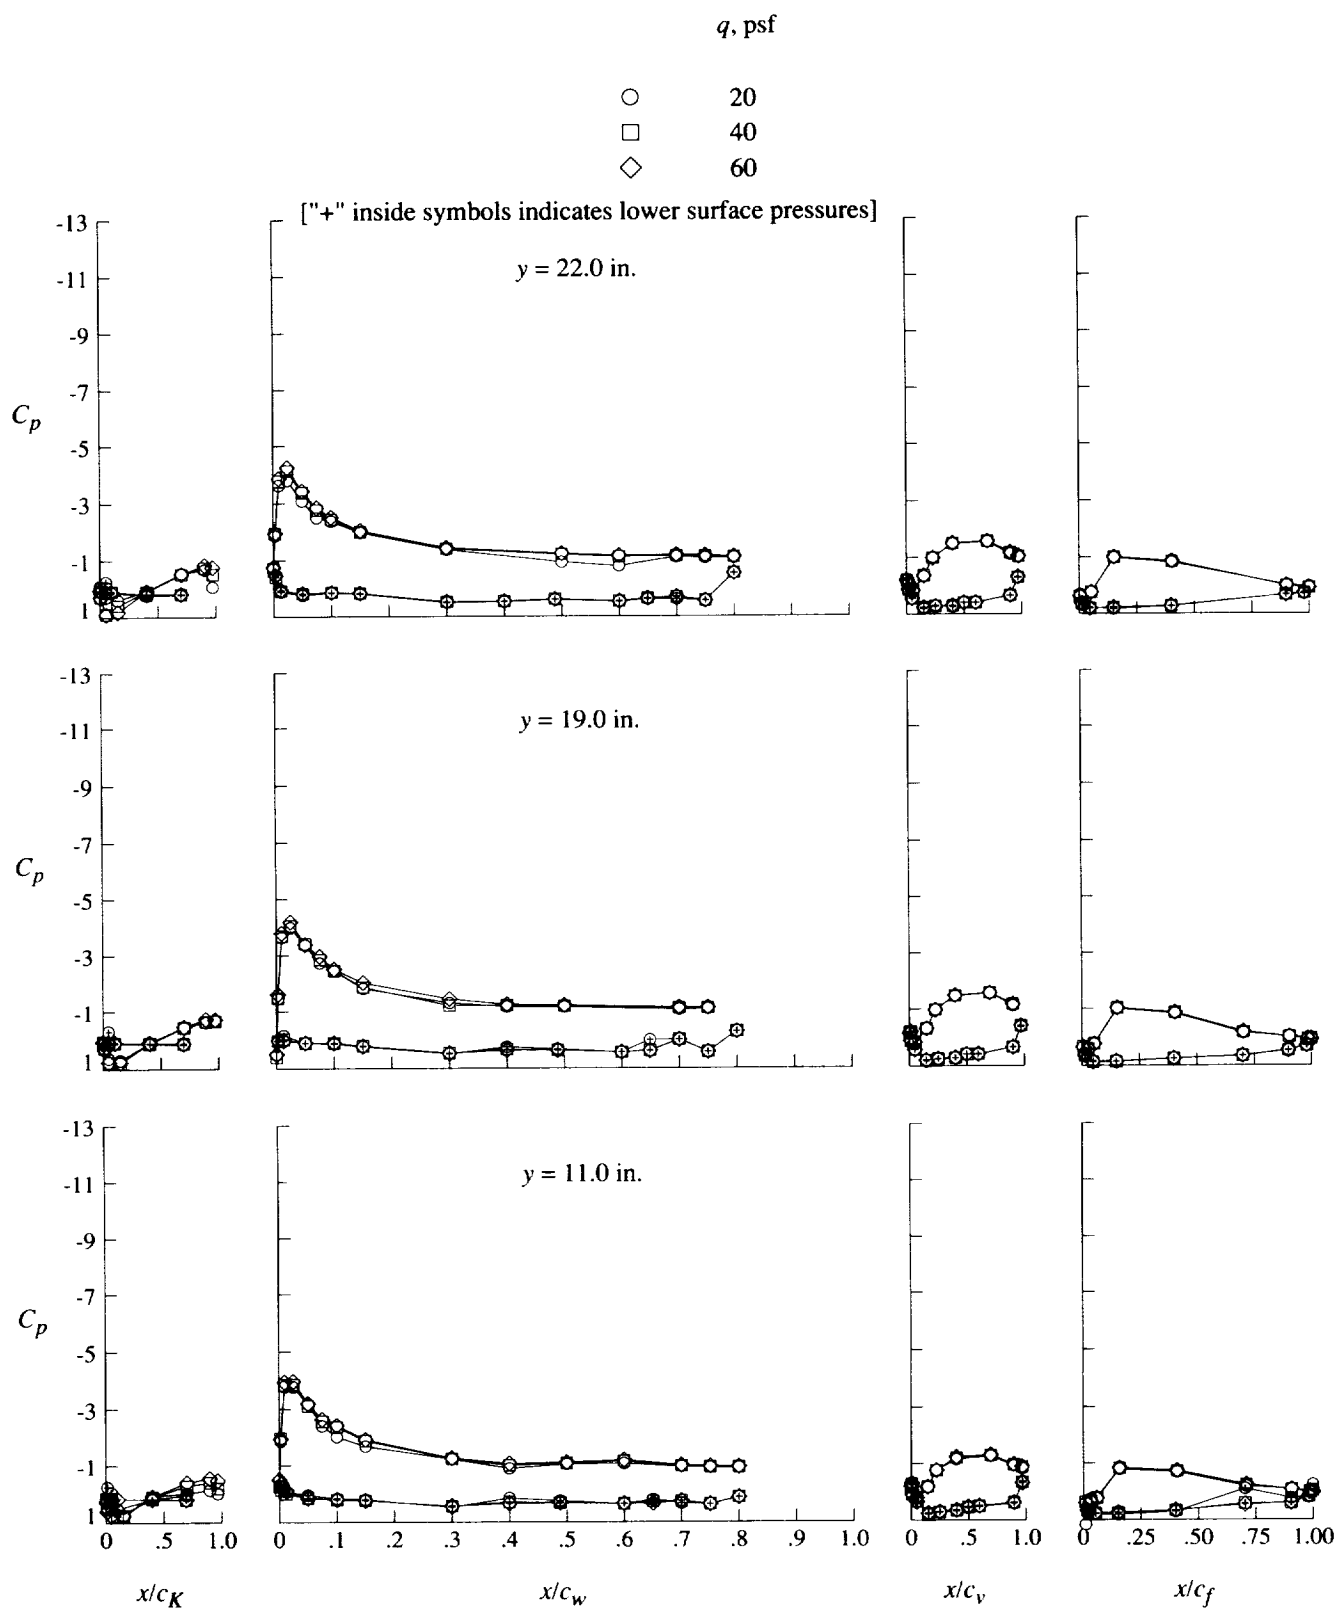 q, psf
20
40
60
["+" inside symbols indicates lower surface pressures]
-13
-11
-9
-7
-5
-3
-1
1
C_p
y = 22.0 in.
-13
-11
-9
-7
-5
-3
-1
1
C_p
y = 19.0 in.
-13
-11
-9
-7
-5
-3
-1
1
C_p
y = 11.0 in.
0 1.0
0 .1 .2 .3 .4 .5 .6 .7 .8 1.0
0 1.0
0 .25 .50 .75 1.00
x/c_K
x/c_w
x/c_v
x/c_f